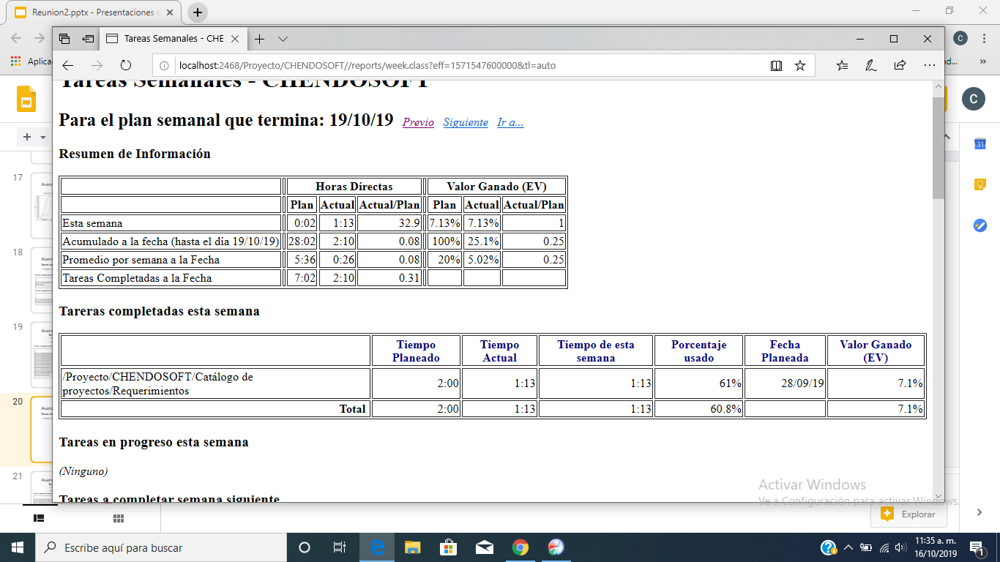 Reunion2.pptx - Presentaciones
Tareas Semanales - CHE
localhost:2468/Proyecto/CHENDOSOFT//reports/week.class?eff=1571547600000&tl=auto
Aplica
C
d...
»
C
Tareas Semanales - CHENDOSOFT
Para el plan semanal que termina: 19/10/19 Previo Siguiente Ir a...
Resumen de Información
Horas Directas Valor Ganado (EV)
Plan Actual Actual/Plan Plan Actual Actual/Plan
Esta semana 0:02 1:13 32.9 7.13% 7.13% 1
Acumulado a la fecha (hasta el día 19/10/19) 28:02 2:10 0.08 100% 25.1% 0.25
Promedio por semana a la Fecha 5:36 0:26 0.08 20% 5.02% 0.25
Tareas Completadas a la Fecha 7:02 2:10 0.31
Tareras completadas esta semana
Tiempo Planeado Tiempo Actual Tiempo de esta semana Porcentaje usado Fecha Planeada Valor Ganado (EV)
/Proyecto/CHENDOSOFT/Catálogo de
proyectos/Requerimientos 2:00 1:13 1:13 61% 28/09/19 7.1%
Total 2:00 1:13 1:13 60.8% 7.1%
Tareas en progreso esta semana
(Ninguno)
Tareas a completar semana siguiente
17
18
19
20
21
31
Activar Windows
Ve a Configuración para activar Windows.
Explorar
Escribe aquí para buscar
11:35 a. m.
16/10/2019
1